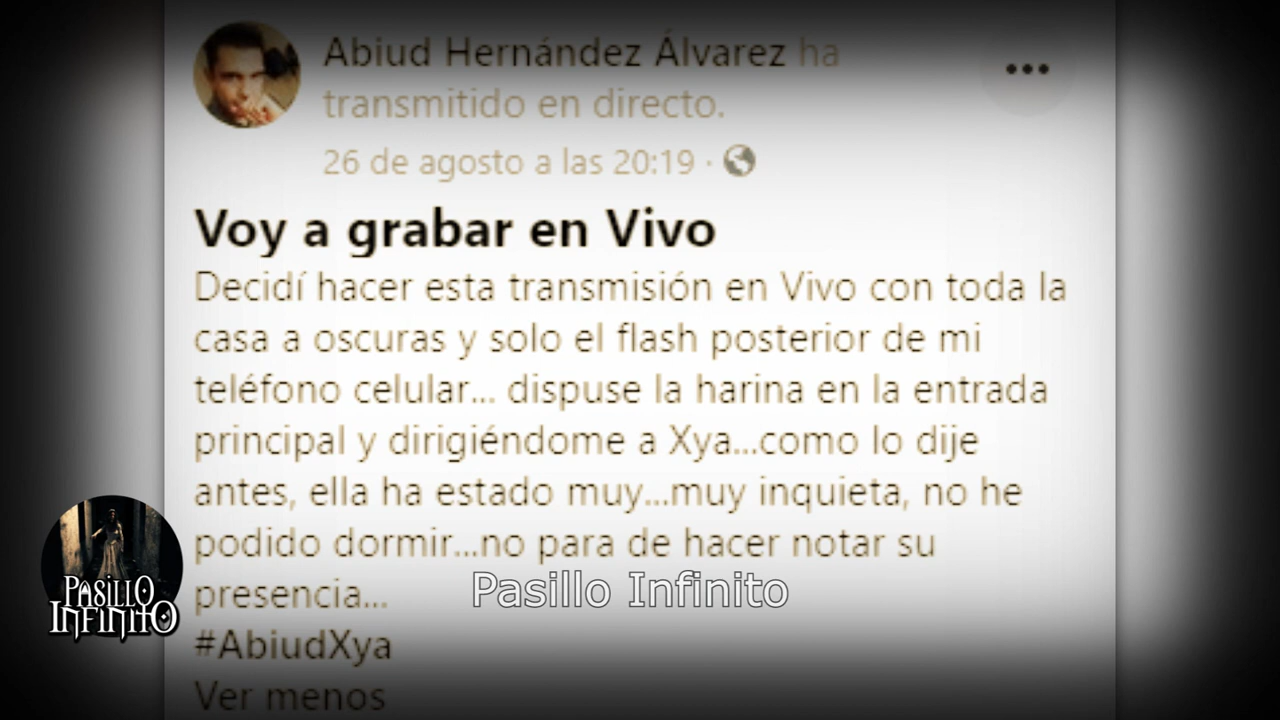 Abiud Hernández Álvarez ha
transmitido en directo.
26 de agosto a las 20:19 ·
Voy a grabar en Vivo
Decidí hacer esta transmisión en Vivo con toda la
casa a oscuras y solo el flash posterior de mi
teléfono celular... dispuse la harina en la entrada
principal y dirigiéndome a Xya...como lo dije
antes, ella ha estado muy...muy inquieta, no he
podido dormir...no para de hacer notar su
presencia...
#AbiudXya
Ver menos
PASILLO
INFINITO
Pasillo Infinito